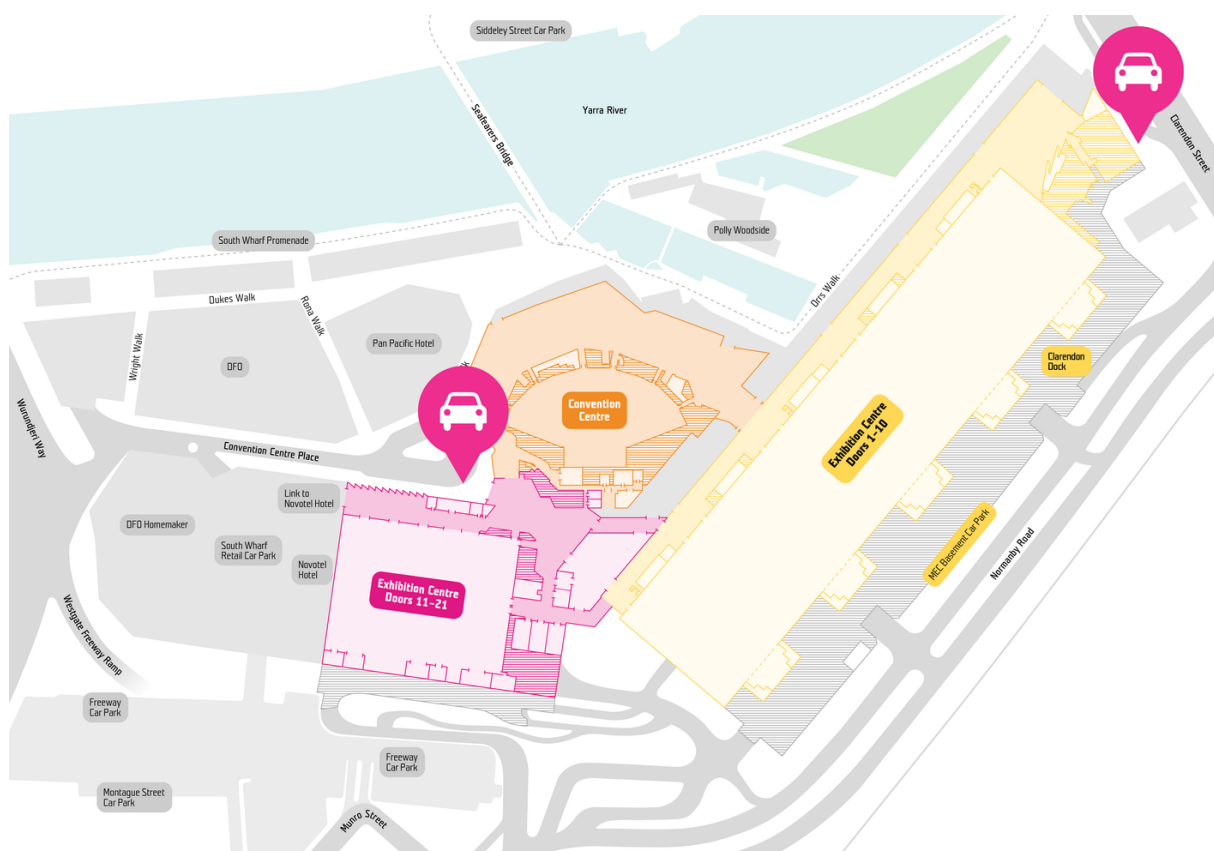 Siddeley Street Car Park
Yarra River
Seafearers Bridge
Clarendon Street
South Wharf Promenade
Polly Woodside
Dukes Walk
Rona Walk
Orrs Walk
Wright Walk
Pan Pacific Hotel
DFO
Clarendon
Dock
Convention
Centre
Wurundjeri Way
Exhibition Centre
Doors 1-10
Convention Centre Place
Link to
Novotel Hotel
DFO Homemaker
South Wharf
Retail Car Park
Novotel
Hotel
MEC Basement Car Park
Normanby Road
Exhibition Centre
Doors 11-21
Westgate Freeway Ramp
Freeway
Car Park
Freeway
Car Park
Montague Street
Car Park
Munro Street